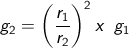 g₂ = (r₁/r₂)² x g₁